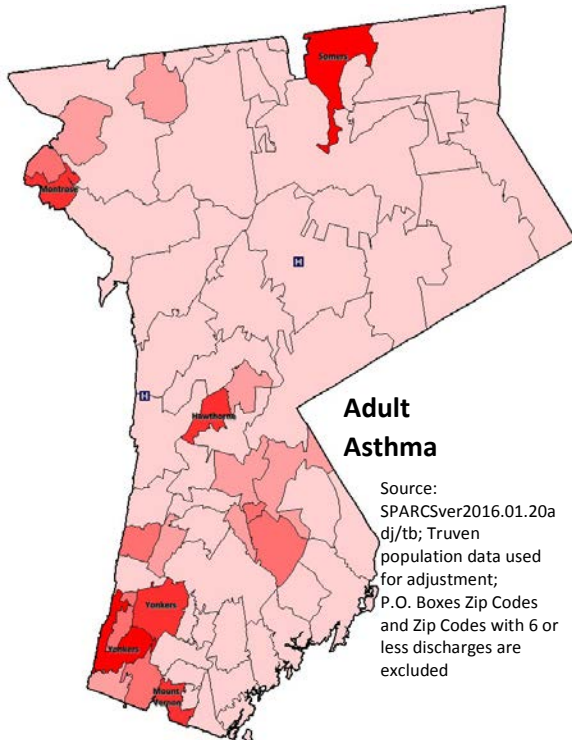 Somers
Montrose
H
H
Hawthorne
Adult
Asthma
Source:
SPARCSver2016.01.20a
dj/tb; Truven
population data used
for adjustment;
P.O. Boxes Zip Codes
and Zip Codes with 6 or
less discharges are
excluded
Yonkers
Yonkers
Mount
Vernon